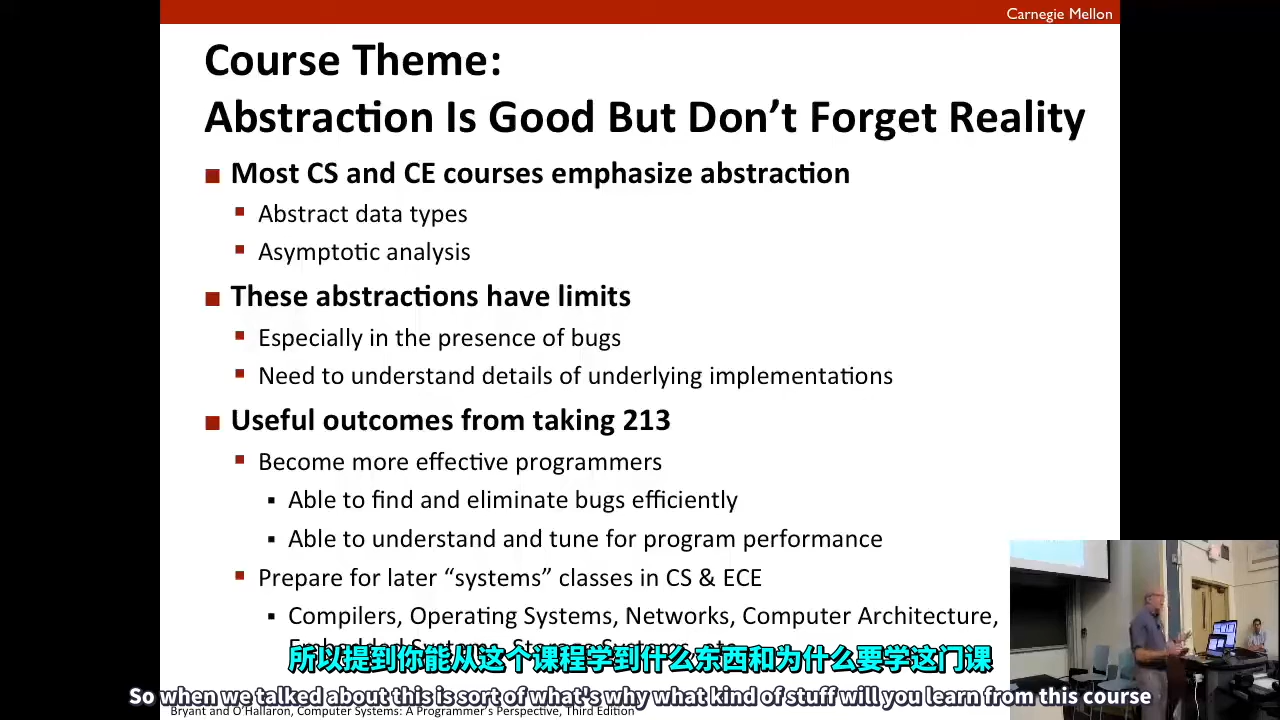 Carnegie Mellon
Course Theme:
Abstraction Is Good But Don't Forget Reality
Most CS and CE courses emphasize abstraction
Abstract data types
Asymptotic analysis
These abstractions have limits
Especially in the presence of bugs
Need to understand details of underlying implementations
Useful outcomes from taking 213
Become more effective programmers
Able to find and eliminate bugs efficiently
Able to understand and tune for program performance
Prepare for later “systems” classes in CS & ECE
Compilers, Operating Systems, Networks, Computer Architecture,
Embedded Systems, Storage Systems, etc.
所以提到你能从这个课程学到什么东西和为什么要学这门课
So when we talked about this is sort of what's why what kind of stuff will you learn from this course
Bryant and O'Hallaron, Computer Systems: A Programmer's Perspective, Third Edition